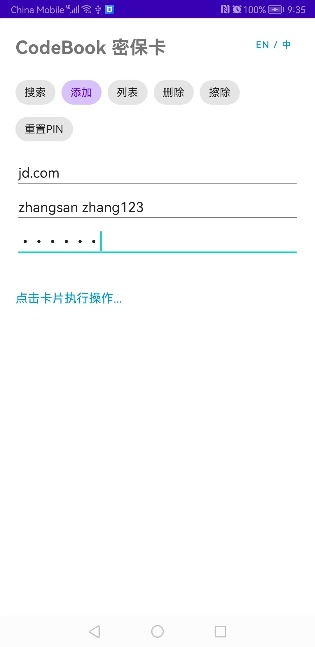 China Mobile 100% 9:35
CodeBook 密保卡 EN / 中
搜索 添加 列表 删除 擦除
重置PIN
jd.com
zhangsan zhang123
••••••
点击卡片执行操作...